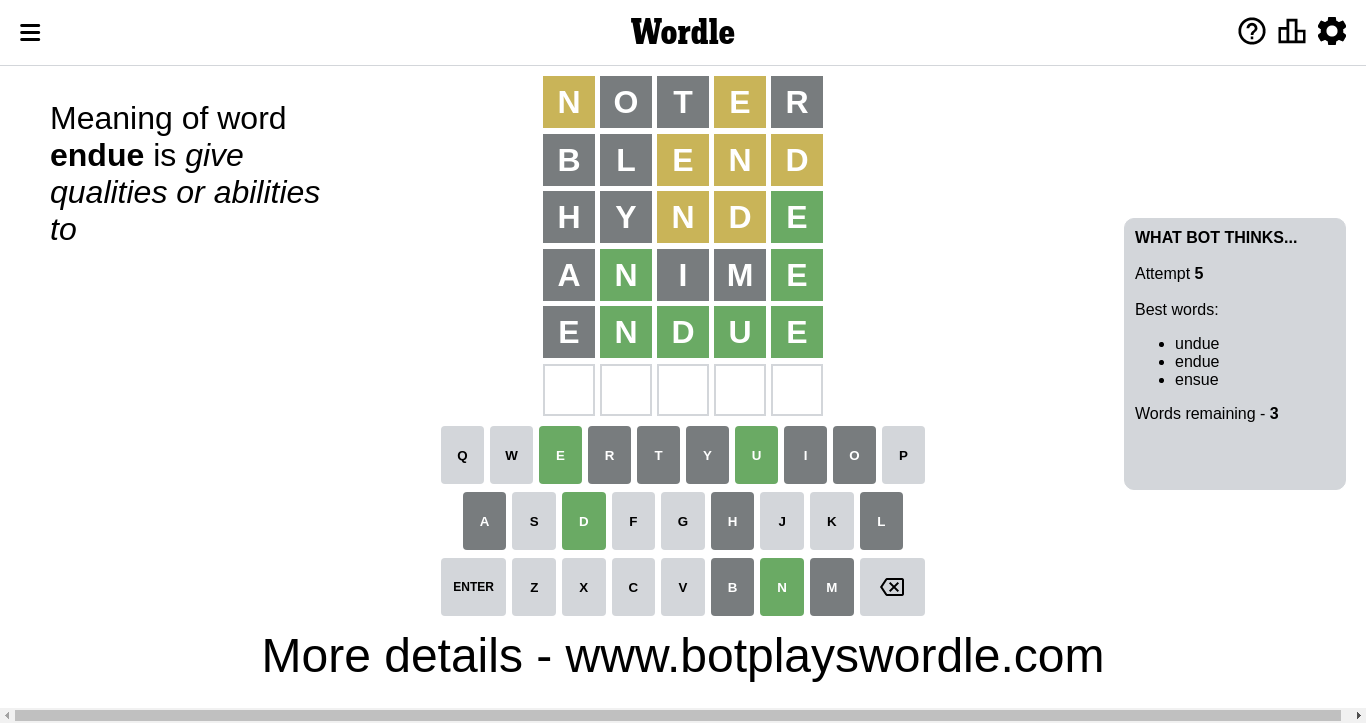 Wordle
Meaning of word
endue is give
qualities or abilities
to
N O T E R
B L E N D
H Y N D E
A N I M E
E N D U E
WHAT BOT THINKS...
Attempt 5
Best words:
undue
endue
ensue
Words remaining - 3
Q W E R T Y U I O P
A S D F G H J K L
ENTER Z X C V B N M
More details - www.botplayswordle.com